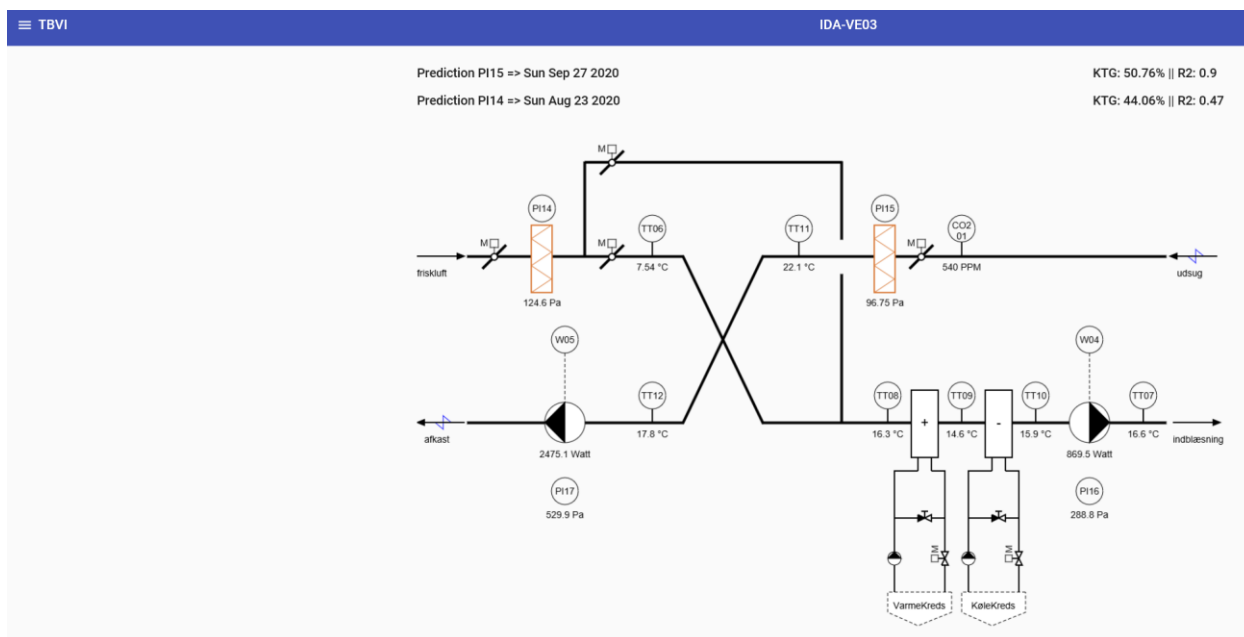 TBVI
IDA-VE03
Prediction PI15 => Sun Sep 27 2020
KTG: 50.76% || R2: 0.9
Prediction PI14 => Sun Aug 23 2020
KTG: 44.06% || R2: 0.47
M
PI14
TT06
TT11
PI15
CO2
01
M
M
M
friskluft
7.54 °C
22.1 °C
540 PPM
udsug
124.6 Pa
96.75 Pa
W05
W04
TT12
TT08
TT09
TT10
TT07
+
-
afkast
17.8 °C
16.3 °C
14.6 °C
15.9 °C
16.6 °C
indblæsning
2475.1 Watt
869.5 Watt
PI17
PI16
529.9 Pa
288.8 Pa
M
M
VarmeKreds
KøleKreds